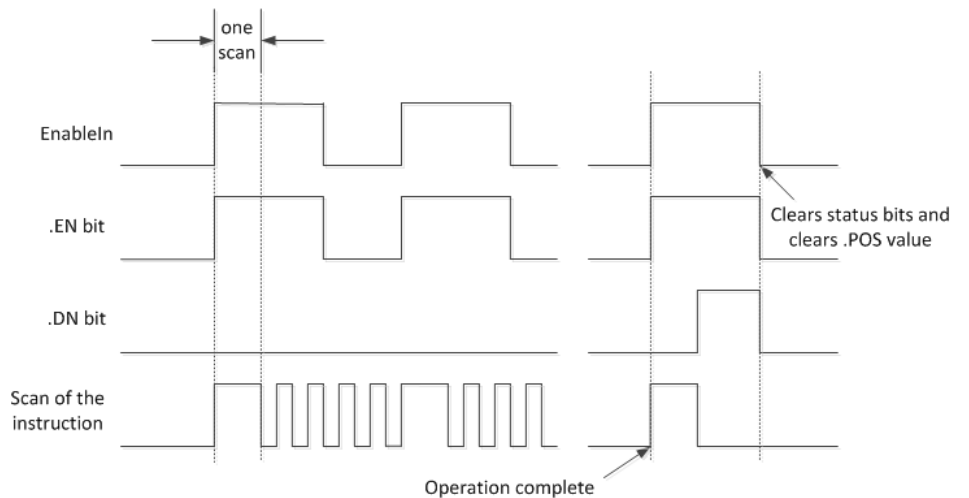 one
scan
EnableIn
.EN bit
Clears status bits and
clears .POS value
.DN bit
Scan of the
instruction
Operation complete